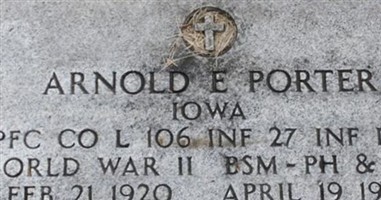 ARNOLD E PORTER
IOWA
PFC CO L 106 INF 27 INF
WORLD WAR II BSM-PH &
FEB 21 1920 APRIL 19